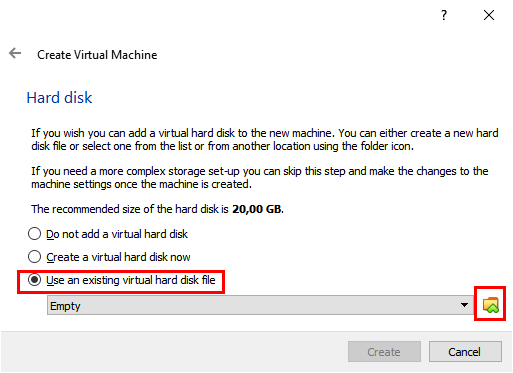 ?
Create Virtual Machine
Hard disk
If you wish you can add a virtual hard disk to the new machine. You can either create a new hard
disk file or select one from the list or from another location using the folder icon.
If you need a more complex storage set-up you can skip this step and make the changes to the
machine settings once the machine is created.
The recommended size of the hard disk is 20,00 GB.
Do not add a virtual hard disk
Create a virtual hard disk now
Use an existing virtual hard disk file
Empty
Create Cancel